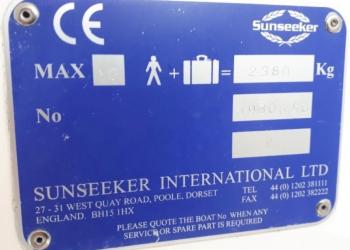 CE
Sunseeker
MAX + = 2380 Kg
No
SUNSEEKER INTERNATIONAL LTD
27 - 31 WEST QUAY ROAD, POOLE, DORSET TEL 44 (0) 1202 381111
ENGLAND. BH15 1HX FAX 44 (0) 1202 382222
PLEASE QUOTE THE BOAT No WHEN ANY
SERVICE OR SPARE PART IS REQUIRED